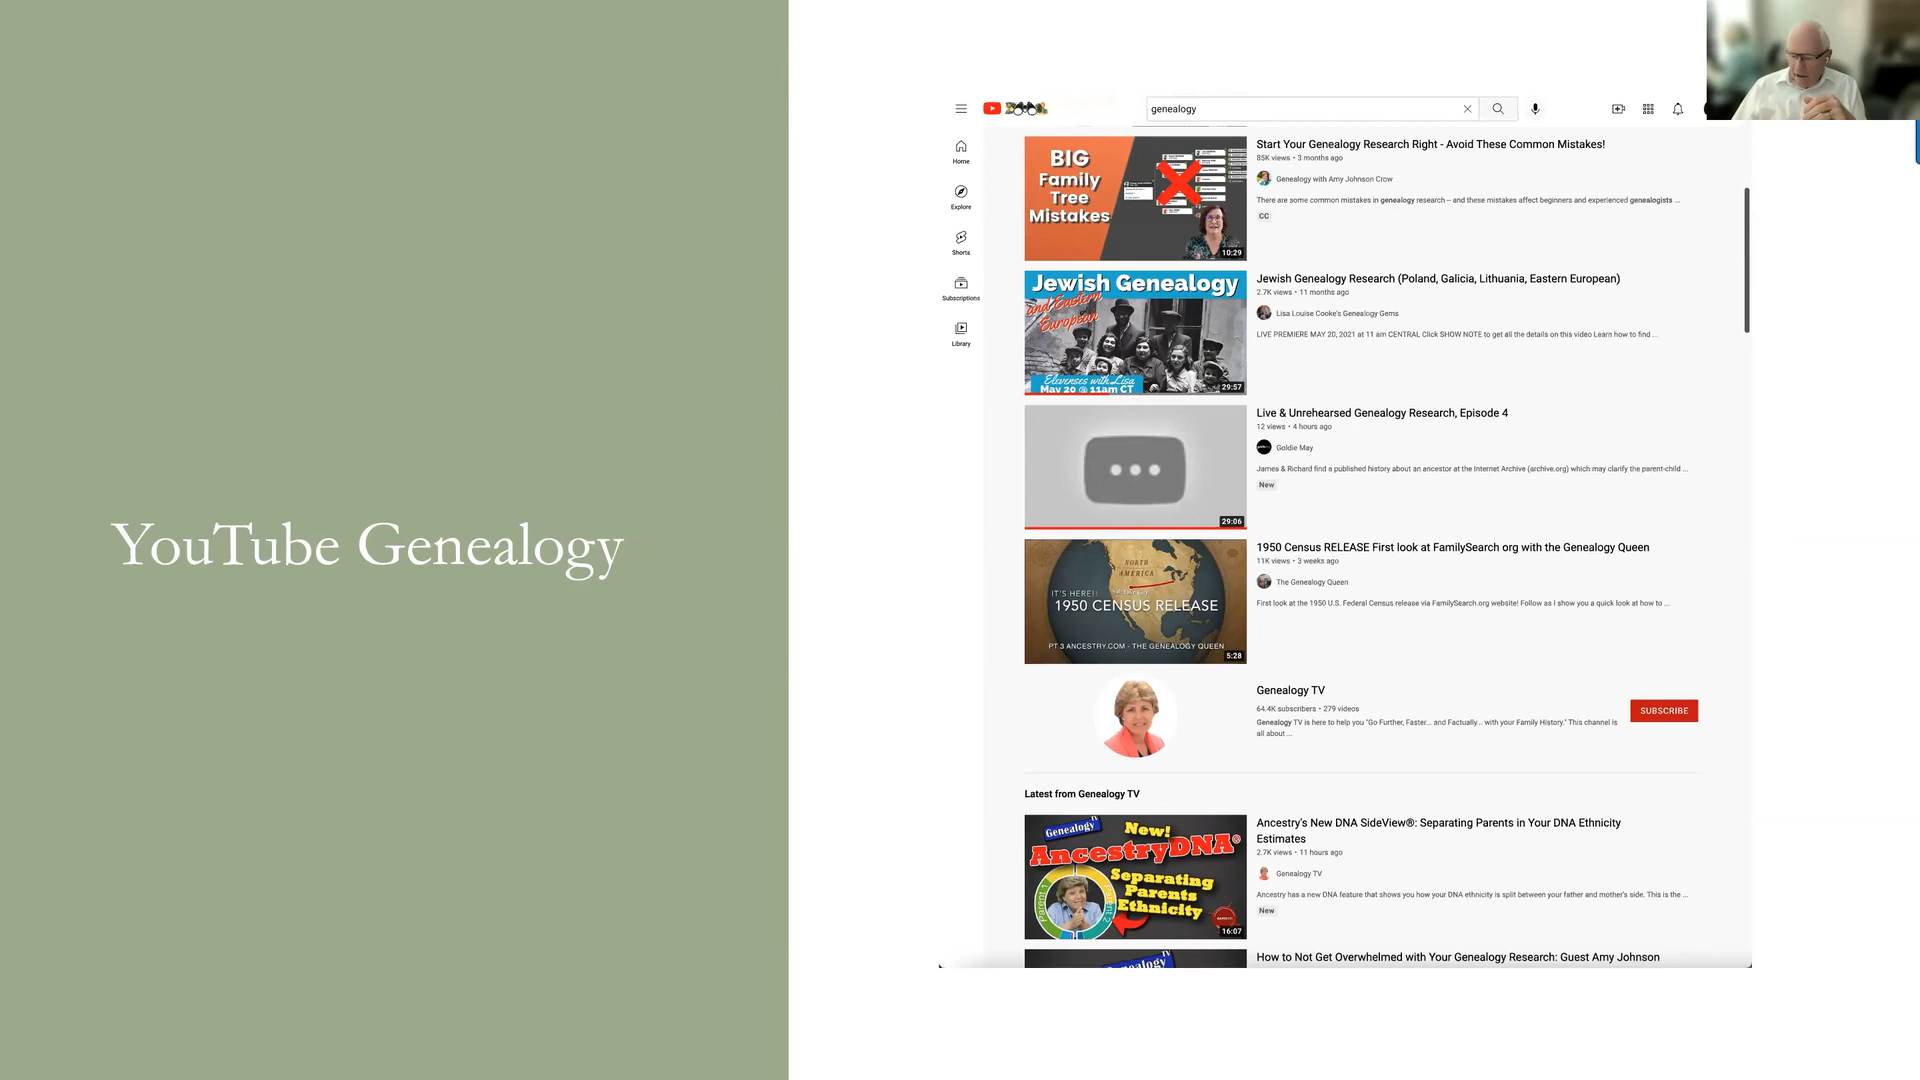 YouTube Genealogy
genealogy
Home
Explore
Shorts
Subscriptions
Library
BIG
Family
Tree
Mistakes
10:29
Start Your Genealogy Research Right - Avoid These Common Mistakes!
85K views • 3 months ago
Genealogy with Amy Johnson Crow
There are some common mistakes in genealogy research – and these mistakes affect beginners and experienced genealogists ...
CC
Jewish Genealogy
and Eastern
European
Elevenses with Lisa
May 20 @ 11am CT
29:57
Jewish Genealogy Research (Poland, Galicia, Lithuania, Eastern European)
2.7K views • 11 months ago
Lisa Louise Cooke's Genealogy Gems
LIVE PREMIERE MAY 20, 2021 at 11 am CENTRAL Click SHOW NOTE to get all the details on this video Learn how to find ...
29:06
Live & Unrehearsed Genealogy Research, Episode 4
12 views • 4 hours ago
Goldie May
James & Richard find a published history about an ancestor at the Internet Archive (archive.org) which may clarify the parent-child ...
New
NORTH
AMERICA
IT'S HERE!!
1950 CENSUS RELEASE
PT 3 ANCESTRY.COM - THE GENEALOGY QUEEN
5:28
1950 Census RELEASE First look at FamilySearch org with the Genealogy Queen
11K views • 3 weeks ago
The Genealogy Queen
First look at the 1950 U.S. Federal Census release via FamilySearch.org website! Follow as I show you a quick look at how to ...
Genealogy TV
64.4K subscribers • 279 videos
Genealogy TV is here to help you "Go Further, Faster... and Factually... with your Family History." This channel is
all about ...
SUBSCRIBE
Latest from Genealogy TV
Genealogy TV
New!
AncestryDNA®
Separating
Parents
Ethnicity
Parent 1
Parent 2
16:07
Ancestry's New DNA SideView®: Separating Parents in Your DNA Ethnicity
Estimates
2.7K views • 11 hours ago
Genealogy TV
Ancestry has a new DNA feature that shows you how your DNA ethnicity is split between your father and mother's side. This is the ...
New
How to Not Get Overwhelmed with Your Genealogy Research: Guest Amy Johnson